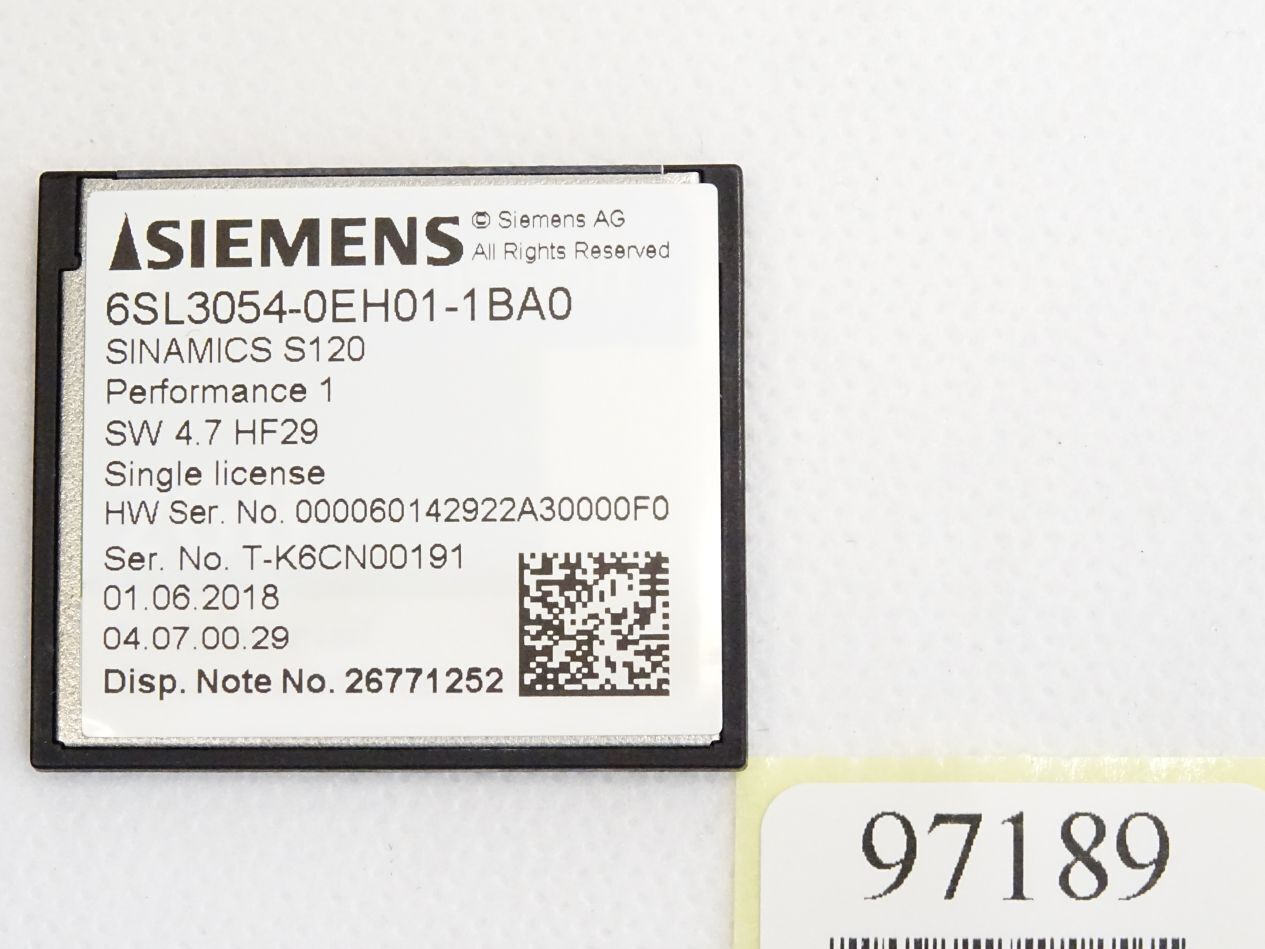 SIEMENS © Siemens AG
All Rights Reserved
6SL3054-0EH01-1BA0
SINAMICS S120
Performance 1
SW 4.7 HF29
Single license
HW Ser. No. 000060142922A30000F0
Ser. No. T-K6CN00191
01.06.2018
04.07.00.29
Disp. Note No. 26771252
97189